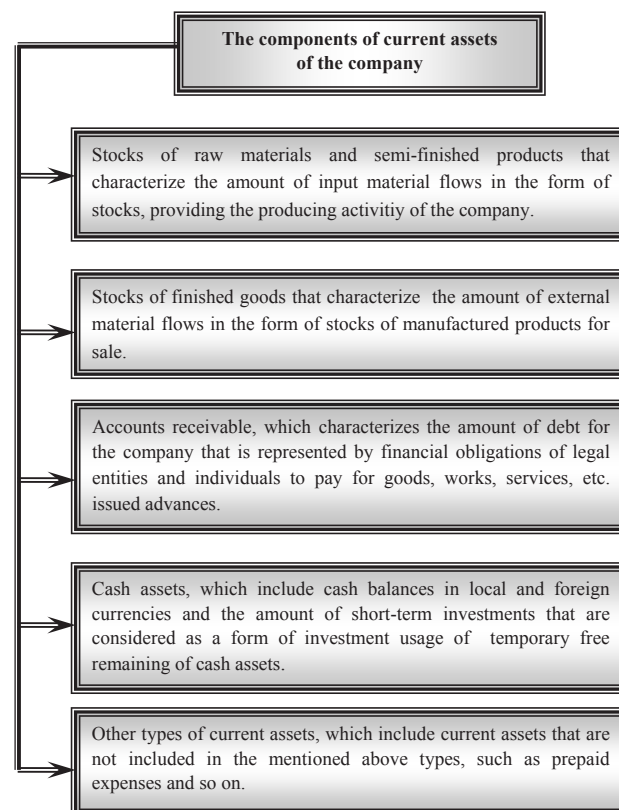 The components of current assets
of the company
Stocks of raw materials and semi-finished products that
characterize the amount of input material flows in the form of
stocks, providing the producing activitiy of the company.
Stocks of finished goods that characterize the amount of external
material flows in the form of stocks of manufactured products for
sale.
Accounts receivable, which characterizes the amount of debt for
the company that is represented by financial obligations of legal
entities and individuals to pay for goods, works, services, etc.
issued advances.
Cash assets, which include cash balances in local and foreign
currencies and the amount of short-term investments that are
considered as a form of investment usage of temporary free
remaining of cash assets.
Other types of current assets, which include current assets that are
not included in the mentioned above types, such as prepaid
expenses and so on.